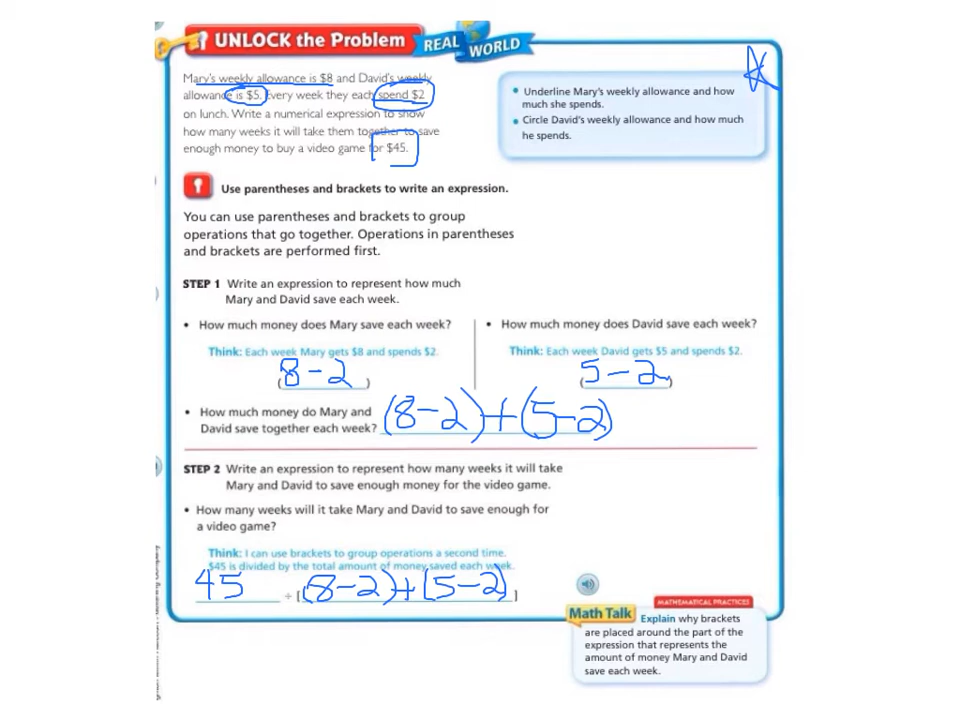 UNLOCK the Problem REAL WORLD
Mary's weekly allowance is $8 and David's weekly
allowance is $5. Every week they each spend $2
on lunch. Write a numerical expression to show
how many weeks it will take them together to save
enough money to buy a video game for $45.
• Underline Mary's weekly allowance and how
much she spends.
• Circle David's weekly allowance and how much
he spends.
Use parentheses and brackets to write an expression.
You can use parentheses and brackets to group
operations that go together. Operations in parentheses
and brackets are performed first.
STEP 1 Write an expression to represent how much
Mary and David save each week.
• How much money does Mary save each week?
Think: Each week Mary gets $8 and spends $2.
(8-2)
• How much money does David save each week?
Think: Each week David gets $5 and spends $2.
(5-2)
• How much money do Mary and
David save together each week? (8-2)+(5-2)
STEP 2 Write an expression to represent how many weeks it will take
Mary and David to save enough money for the video game.
• How many weeks will it take Mary and David to save enough for
a video game?
Think: I can use brackets to group operations a second time.
$45 is divided by the total amount of money saved each week.
45 ÷ [(8-2)+(5-2)]
Math Talk
MATHEMATICAL PRACTICES
Explain why brackets
are placed around the part of the
expression that represents the
amount of money Mary and David
save each week.